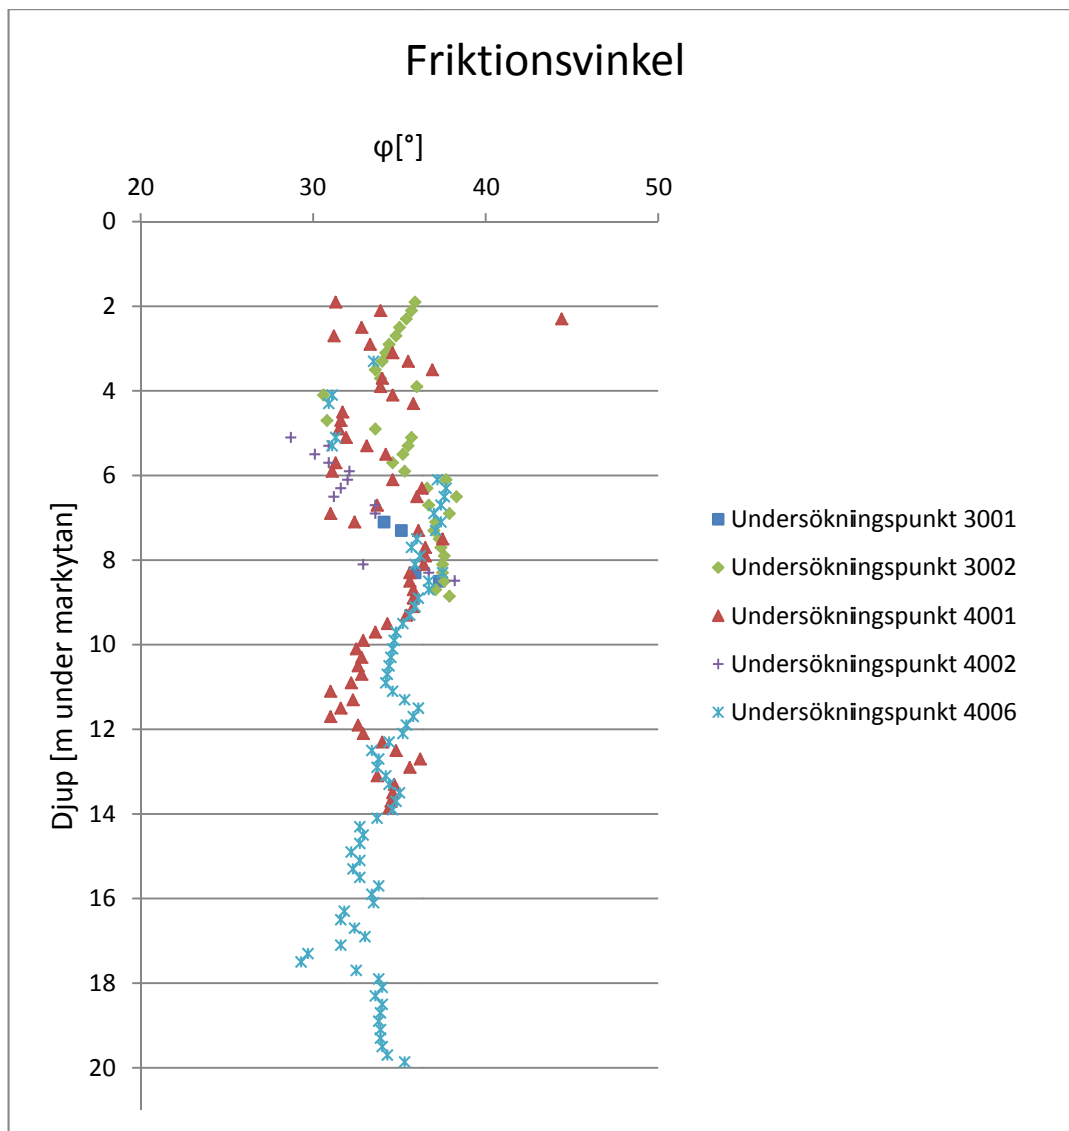 Friktionsvinkel
φ[°]
20 30 40 50
0
2
4
6
8
10
12
14
16
18
20
Djup [m under markytan]
Undersökningspunkt 3001
Undersökningspunkt 3002
Undersökningspunkt 4001
Undersökningspunkt 4002
Undersökningspunkt 4006